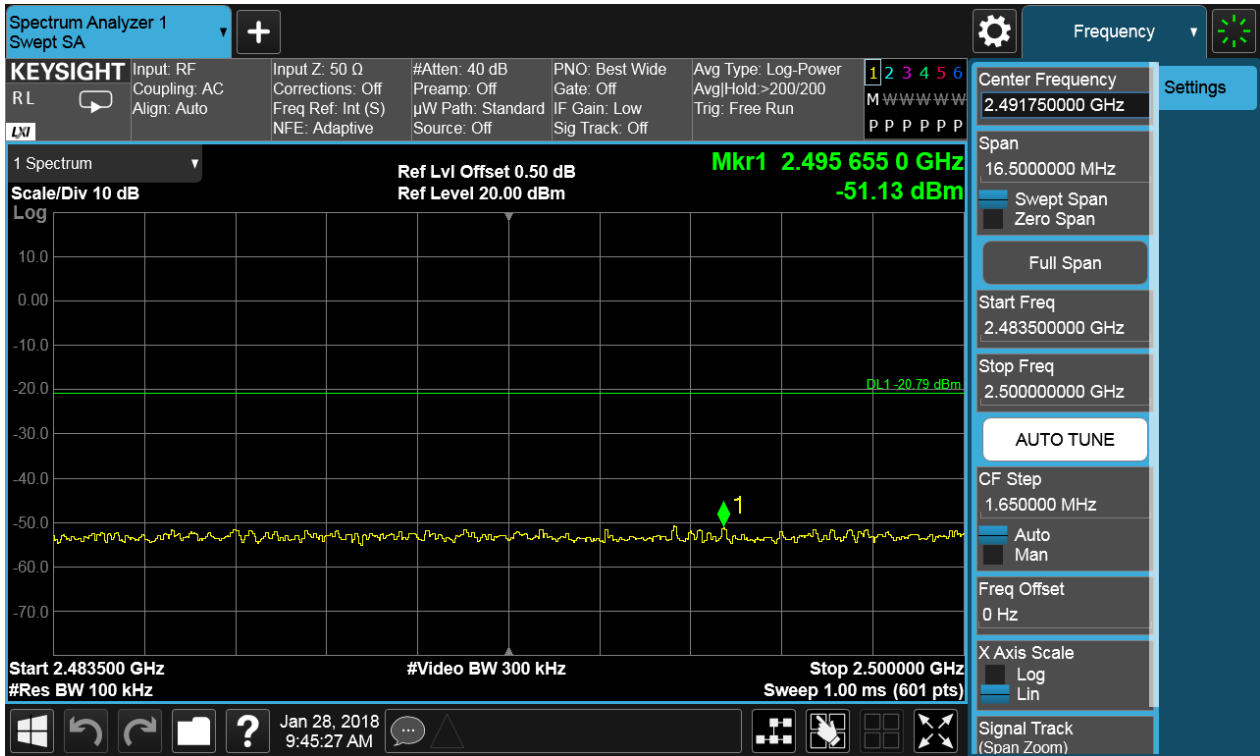 Spectrum Analyzer 1
Swept SA
+
Frequency
KEYSIGHT
R L
LXI
Input: RF
Coupling: AC
Align: Auto
Input Z: 50 Ω
Corrections: Off
Freq Ref: Int (S)
NFE: Adaptive
#Atten: 40 dB
Preamp: Off
µW Path: Standard
Source: Off
PNO: Best Wide
Gate: Off
IF Gain: Low
Sig Track: Off
Avg Type: Log-Power
Avg|Hold:>200/200
Trig: Free Run
1 2 3 4 5 6
M W W W W W
P P P P P P
1 Spectrum
Scale/Div 10 dB
Ref Lvl Offset 0.50 dB
Ref Level 20.00 dBm
Mkr1 2.495 655 0 GHz
-51.13 dBm
Log
10.0
0.00
-10.0
-20.0
-30.0
-40.0
-50.0
-60.0
-70.0
DL1 -20.79 dBm
1
Start 2.483500 GHz
#Res BW 100 kHz
#Video BW 300 kHz
Stop 2.500000 GHz
Sweep 1.00 ms (601 pts)
Center Frequency
2.491750000 GHz
Settings
Span
16.5000000 MHz
Swept Span
Zero Span
Full Span
Start Freq
2.483500000 GHz
Stop Freq
2.500000000 GHz
AUTO TUNE
CF Step
1.650000 MHz
Auto
Man
Freq Offset
0 Hz
X Axis Scale
Log
Lin
Signal Track
(Span Zoom)
?
Jan 28, 2018
9:45:27 AM